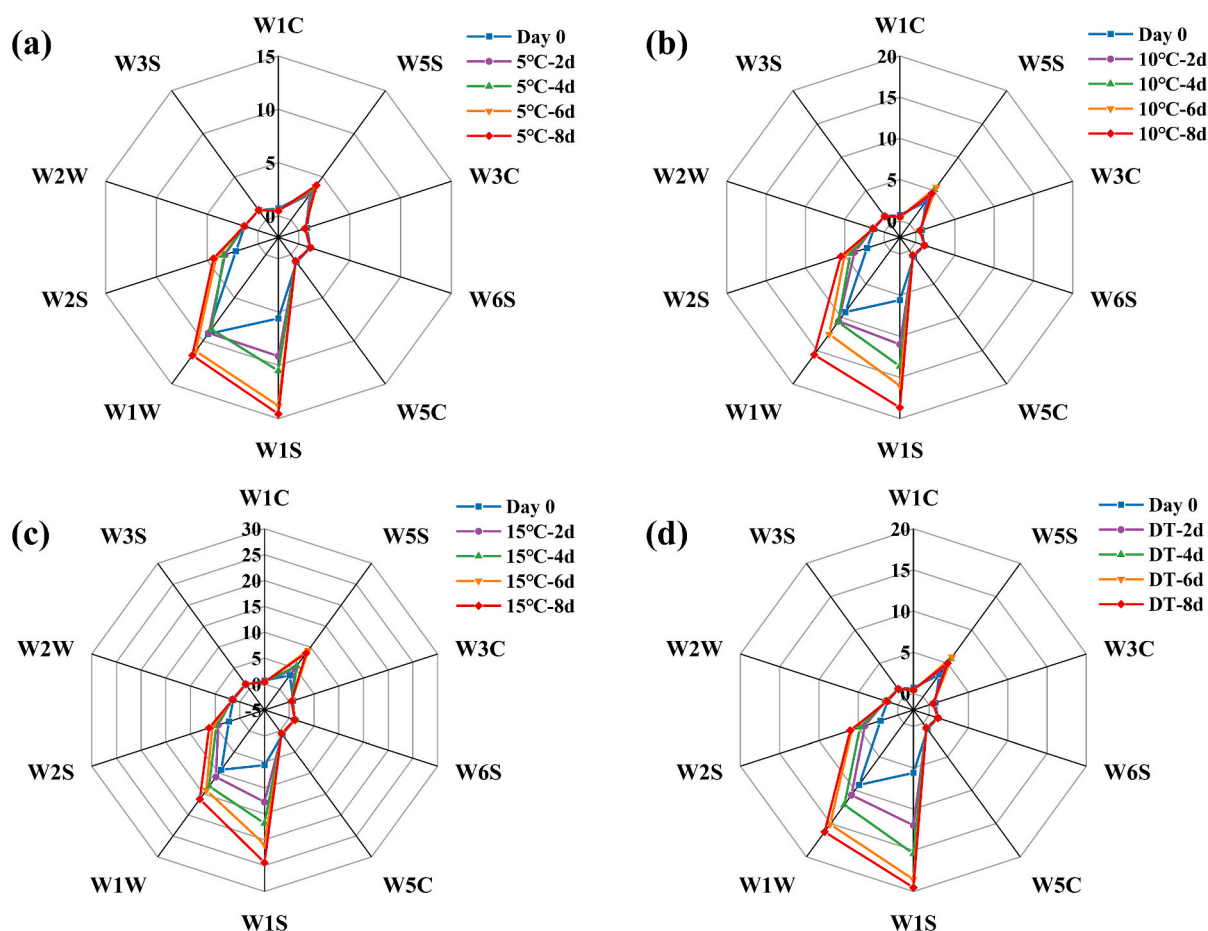 (a)
W1C
W5S
W3C
W6S
W5C
W1S
W1W
W2S
W2W
W3S
15
10
5
0
Day 0
5°C-2d
5°C-4d
5°C-6d
5°C-8d
(b)
W1C
W5S
W3C
W6S
W5C
W1S
W1W
W2S
W2W
W3S
20
15
10
5
0
Day 0
10°C-2d
10°C-4d
10°C-6d
10°C-8d
(c)
W1C
W5S
W3C
W6S
W5C
W1S
W1W
W2S
W2W
W3S
30
25
20
15
10
5
0
-5
Day 0
15°C-2d
15°C-4d
15°C-6d
15°C-8d
(d)
W1C
W5S
W3C
W6S
W5C
W1S
W1W
W2S
W2W
W3S
20
15
10
5
0
Day 0
DT-2d
DT-4d
DT-6d
DT-8d